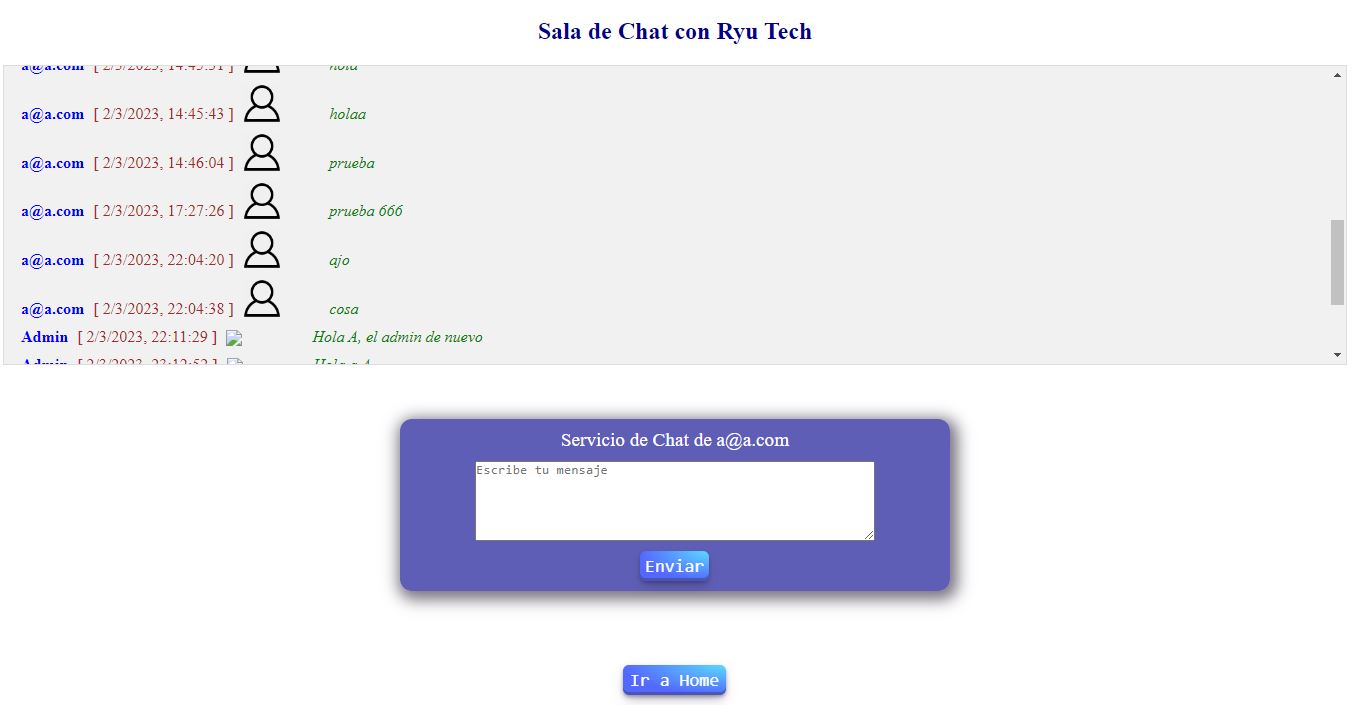 Sala de Chat con Ryu Tech
a@a.com [ 2/3/2023, 14:45:31 ] hola
a@a.com [ 2/3/2023, 14:45:43 ] holaa
a@a.com [ 2/3/2023, 14:46:04 ] prueba
a@a.com [ 2/3/2023, 17:27:26 ] prueba 666
a@a.com [ 2/3/2023, 22:04:20 ] ajo
a@a.com [ 2/3/2023, 22:04:38 ] cosa
Admin [ 2/3/2023, 22:11:29 ] Hola A, el admin de nuevo
Admin [ 2/3/2023, 23:12:52 ] Hola a A
Servicio de Chat de a@a.com
Escribe tu mensaje
Enviar
Ir a Home